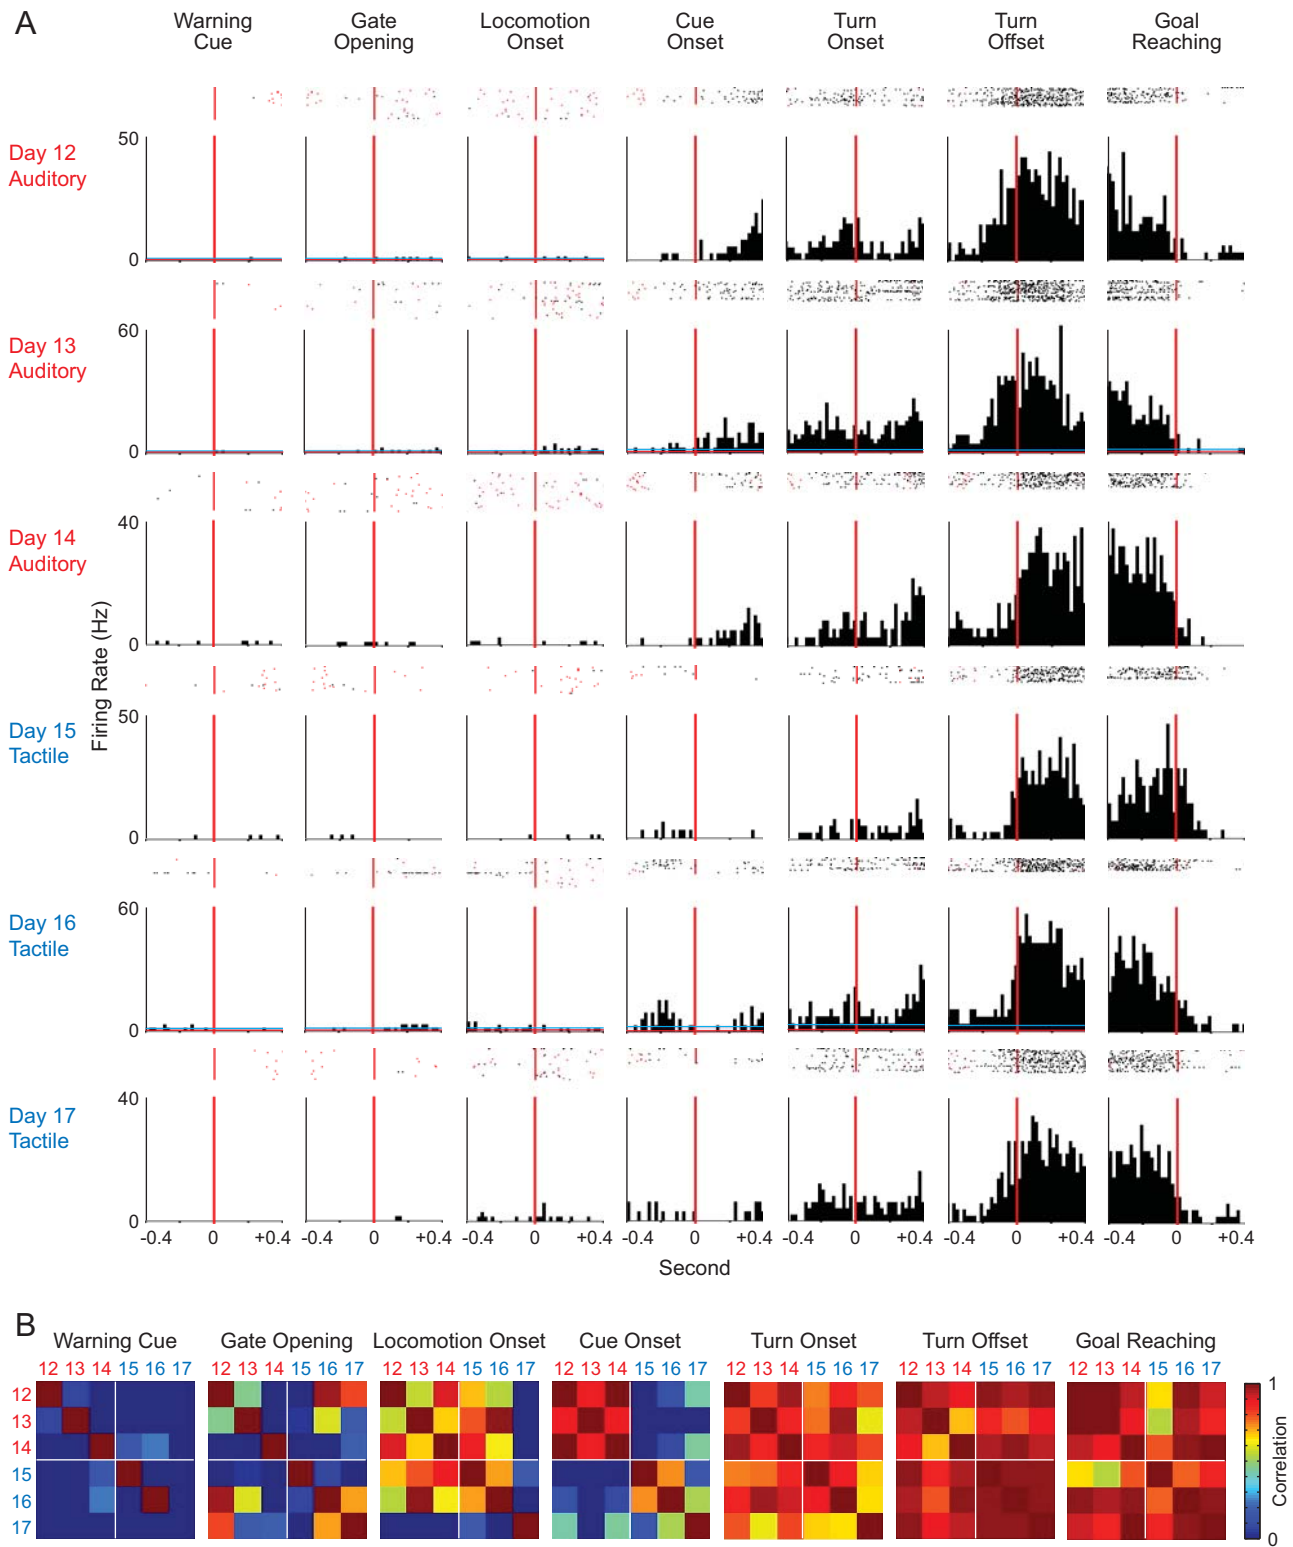 A
Warning Cue
Gate Opening
Locomotion Onset
Cue Onset
Turn Onset
Turn Offset
Goal Reaching
Day 12 Auditory
50
0
Day 13 Auditory
60
0
Day 14 Auditory
40
0
Firing Rate (Hz)
Day 15 Tactile
50
0
Day 16 Tactile
60
0
Day 17 Tactile
40
0
-0.4 0 +0.4 -0.4 0 +0.4 -0.4 0 +0.4 -0.4 0 +0.4 -0.4 0 +0.4 -0.4 0 +0.4 -0.4 0 +0.4
Second
B
Warning Cue Gate Opening Locomotion Onset Cue Onset Turn Onset Turn Offset Goal Reaching
12 13 14 15 16 17 12 13 14 15 16 17 12 13 14 15 16 17 12 13 14 15 16 17 12 13 14 15 16 17 12 13 14 15 16 17 12 13 14 15 16 17
12
13
14
15
16
17
1
Correlation
0